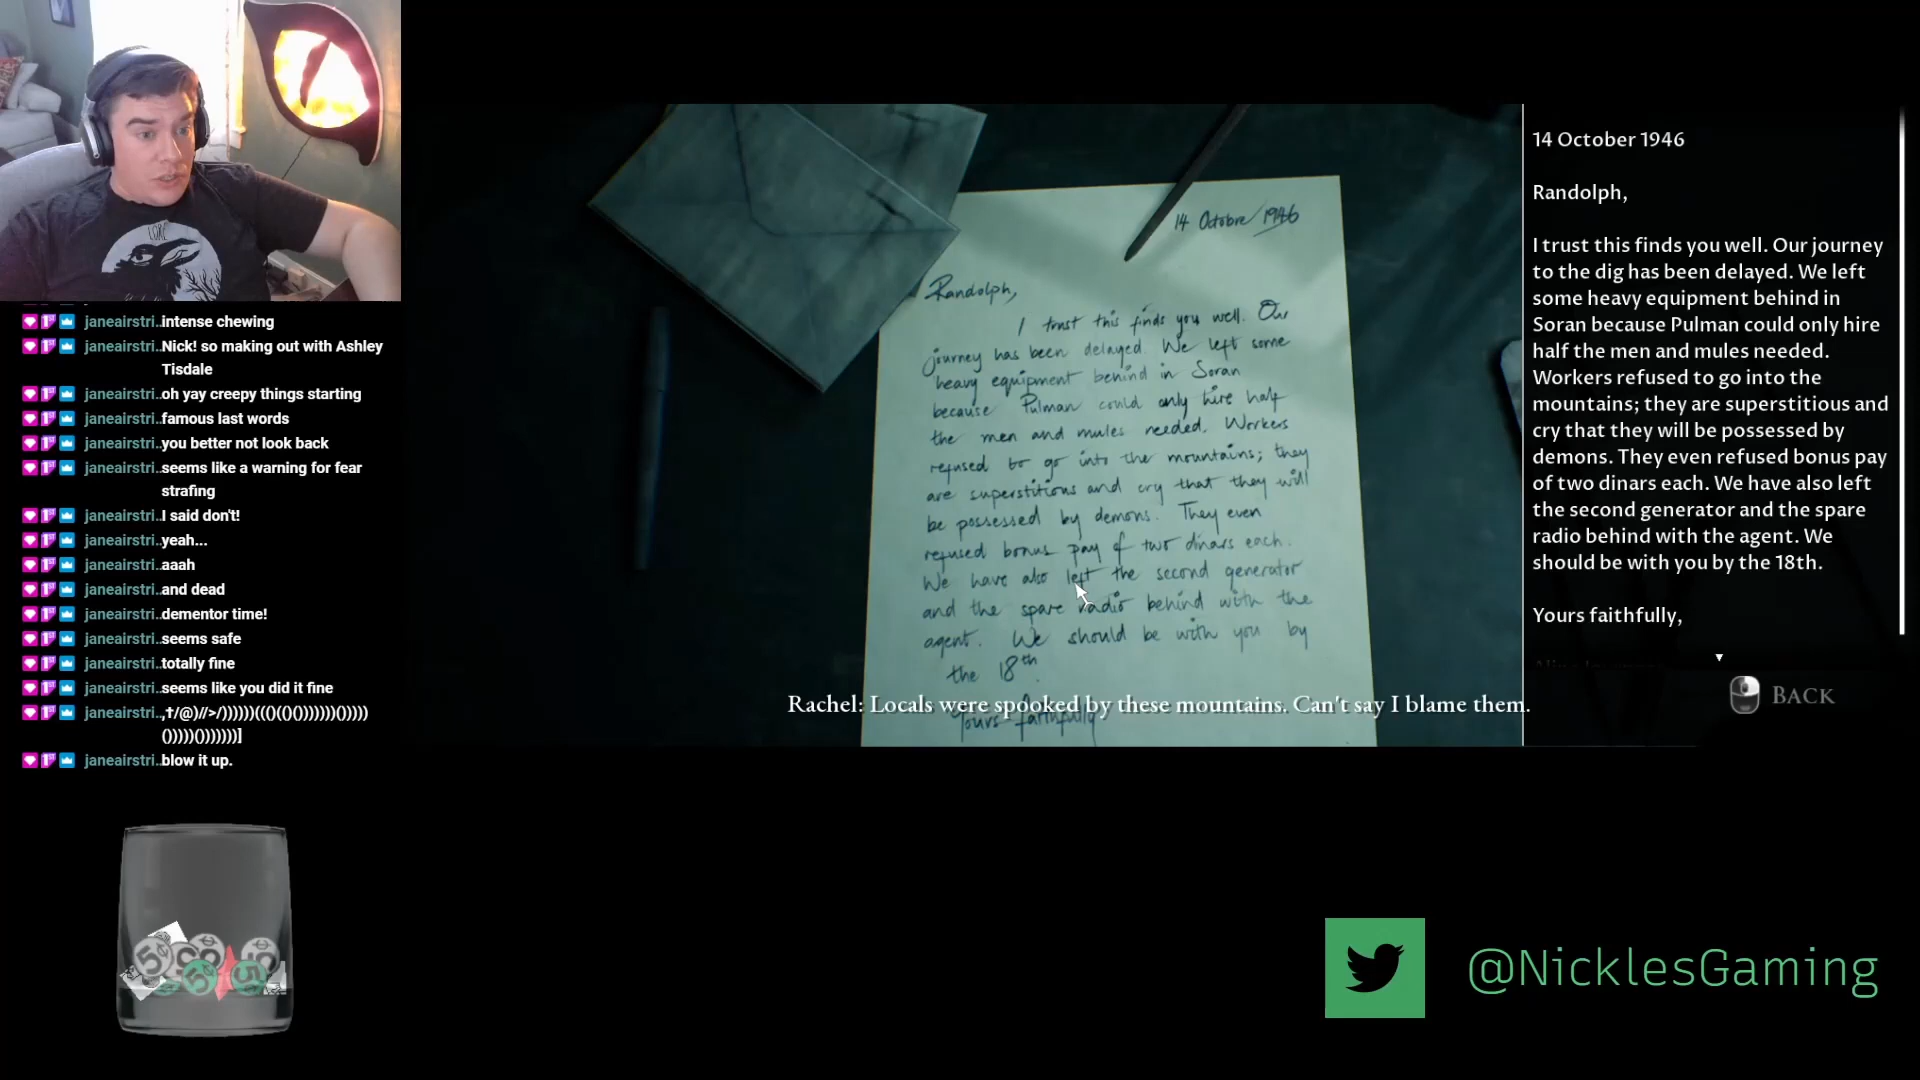 LORE
janeairstri..intense chewing
janeairstri..Nick! so making out with Ashley
Tisdale
janeairstri..oh yay creepy things starting
janeairstri..famous last words
janeairstri..you better not look back
janeairstri..seems like a warning for fear
strafing
janeairstri..I said don't!
janeairstri..yeah...
janeairstri..aaah
janeairstri..and dead
janeairstri..dementor time!
janeairstri..seems safe
janeairstri..totally fine
janeairstri..seems like you did it fine
janeairstri..
janeairstri..blow it up.
14 Octobre 1946
Randolph,
I trust this finds you well. Our
journey has been delayed. We left some
heavy equipment behind in Soran
because Pulman could only hire half
the men and mules needed. Workers
refused to go into the mountains; they
are superstitious and cry that they will
be possessed by demons. They even
refused bonus pay of two dinars each.
We have also left the second generator
and the spare radio behind with the
agent. We should be with you by
the 18th.
Yours faithfully
Rachel: Locals were spooked by these mountains. Can't say I blame them.
14 October 1946
Randolph,
I trust this finds you well. Our journey
to the dig has been delayed. We left
some heavy equipment behind in
Soran because Pulman could only hire
half the men and mules needed.
Workers refused to go into the
mountains; they are superstitious and
cry that they will be possessed by
demons. They even refused bonus pay
of two dinars each. We have also left
the second generator and the spare
radio behind with the agent. We
should be with you by the 18th.
Yours faithfully,
BACK
@NicklesGaming